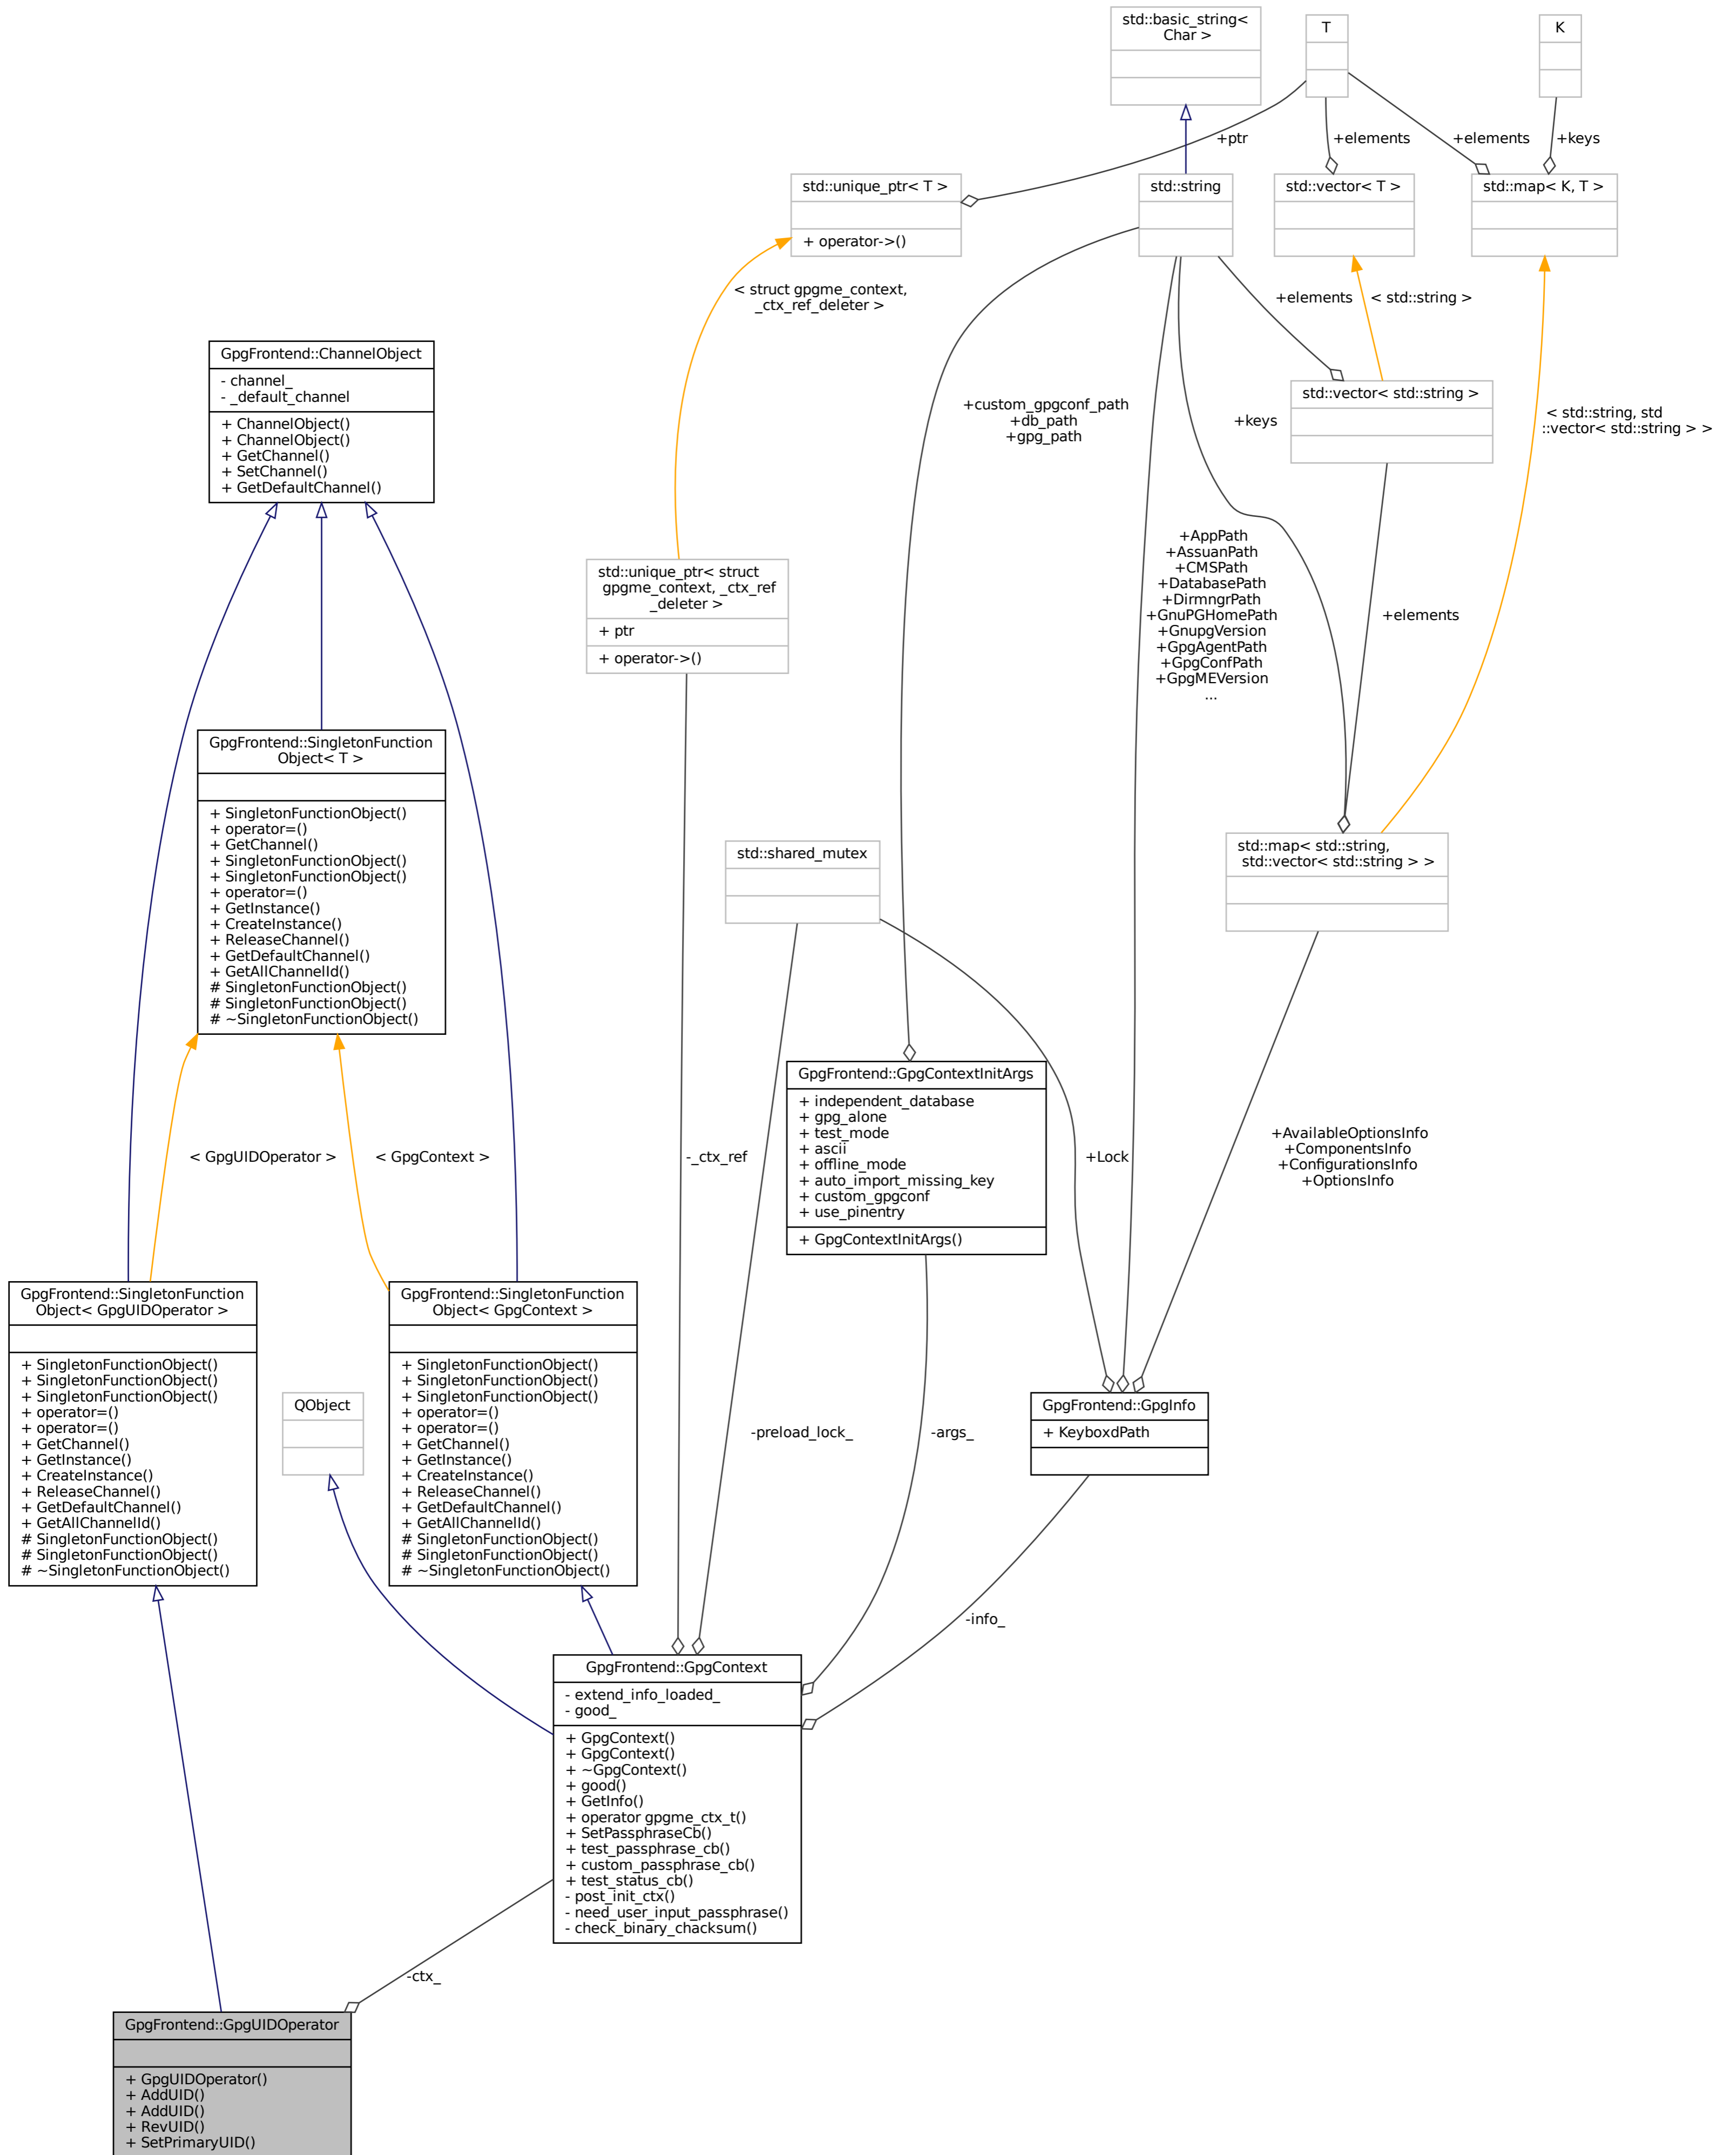 std::basic_string<
Char >
T
K
+ptr
+elements
+elements
+keys
std::unique_ptr< T >
+ operator->()
std::string
std::vector< T >
std::map< K, T >
< struct gpgme_context,
_ctx_ref_deleter >
+elements
< std::string >
GpgFrontend::ChannelObject
- channel_
- _default_channel
+ ChannelObject()
+ ChannelObject()
+ GetChannel()
+ SetChannel()
+ GetDefaultChannel()
+custom_gpgconf_path
+db_path
+gpg_path
+keys
std::vector< std::string >
< std::string, std
::vector< std::string > >
std::unique_ptr< struct
gpgme_context, _ctx_ref
_deleter >
+ ptr
+ operator->()
+AppPath
+AssuanPath
+CMSPath
+DatabasePath
+DirmngrPath
+GnuPGHomePath
+GnupgVersion
+GpgAgentPath
+GpgConfPath
+GpgMEVersion
...
+elements
GpgFrontend::SingletonFunction
Object< T >
+ SingletonFunctionObject()
+ operator=()
+ GetChannel()
+ SingletonFunctionObject()
+ SingletonFunctionObject()
+ operator=()
+ GetInstance()
+ CreateInstance()
+ ReleaseChannel()
+ GetDefaultChannel()
+ GetAllChannelId()
# SingletonFunctionObject()
# SingletonFunctionObject()
# ~SingletonFunctionObject()
std::shared_mutex
std::map< std::string,
std::vector< std::string > >
GpgFrontend::GpgContextInitArgs
+ independent_database
+ gpg_alone
+ test_mode
+ ascii
+ offline_mode
+ auto_import_missing_key
+ custom_gpgconf
+ use_pinentry
+ GpgContextInitArgs()
< GpgUIDOperator >
< GpgContext >
-_ctx_ref
+Lock
+AvailableOptionsInfo
+ComponentsInfo
+ConfigurationsInfo
+OptionsInfo
GpgFrontend::SingletonFunction
Object< GpgUIDOperator >
+ SingletonFunctionObject()
+ SingletonFunctionObject()
+ SingletonFunctionObject()
+ operator=()
+ operator=()
+ GetChannel()
+ GetInstance()
+ CreateInstance()
+ ReleaseChannel()
+ GetDefaultChannel()
+ GetAllChannelId()
# SingletonFunctionObject()
# SingletonFunctionObject()
# ~SingletonFunctionObject()
QObject
GpgFrontend::SingletonFunction
Object< GpgContext >
+ SingletonFunctionObject()
+ SingletonFunctionObject()
+ SingletonFunctionObject()
+ operator=()
+ operator=()
+ GetChannel()
+ GetInstance()
+ CreateInstance()
+ ReleaseChannel()
+ GetDefaultChannel()
+ GetAllChannelId()
# SingletonFunctionObject()
# SingletonFunctionObject()
# ~SingletonFunctionObject()
-preload_lock_
-args_
GpgFrontend::GpgInfo
+ KeyboxdPath
-info_
GpgFrontend::GpgContext
- extend_info_loaded_
- good_
+ GpgContext()
+ GpgContext()
+ ~GpgContext()
+ good()
+ GetInfo()
+ operator gpgme_ctx_t()
+ SetPassphraseCb()
+ test_passphrase_cb()
+ custom_passphrase_cb()
+ test_status_cb()
- post_init_ctx()
- need_user_input_passphrase()
- check_binary_chacksum()
-ctx_
GpgFrontend::GpgUIDOperator
+ GpgUIDOperator()
+ AddUID()
+ AddUID()
+ RevUID()
+ SetPrimaryUID()